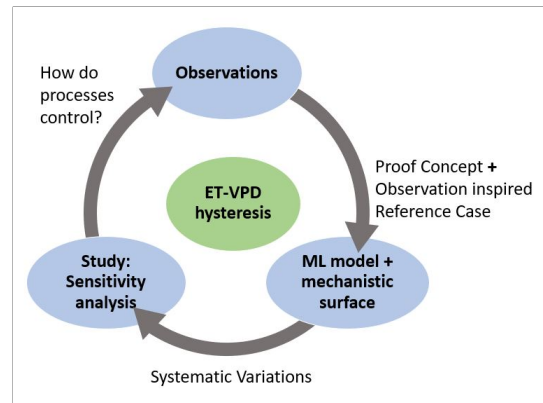 Observations
How do
processes
control?
Proof Concept +
Observation inspired
Reference Case
ET-VPD
hysteresis
Study:
Sensitivity
analysis
ML model +
mechanistic
surface
Systematic Variations